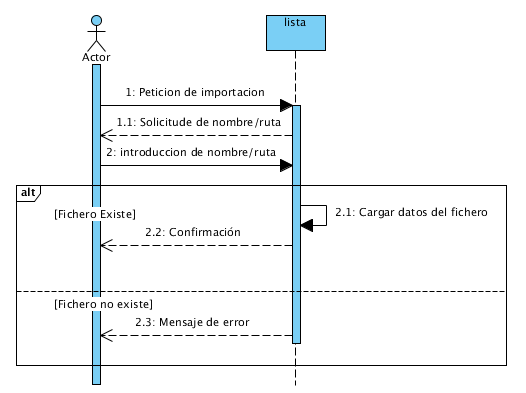 lista
Actor
1: Peticion de importacion
1.1: Solicitude de nombre/ruta
2: introduccion de nombre/ruta
alt
[Fichero Existe]
2.1: Cargar datos del fichero
2.2: Confirmación
[Fichero no existe]
2.3: Mensaje de error